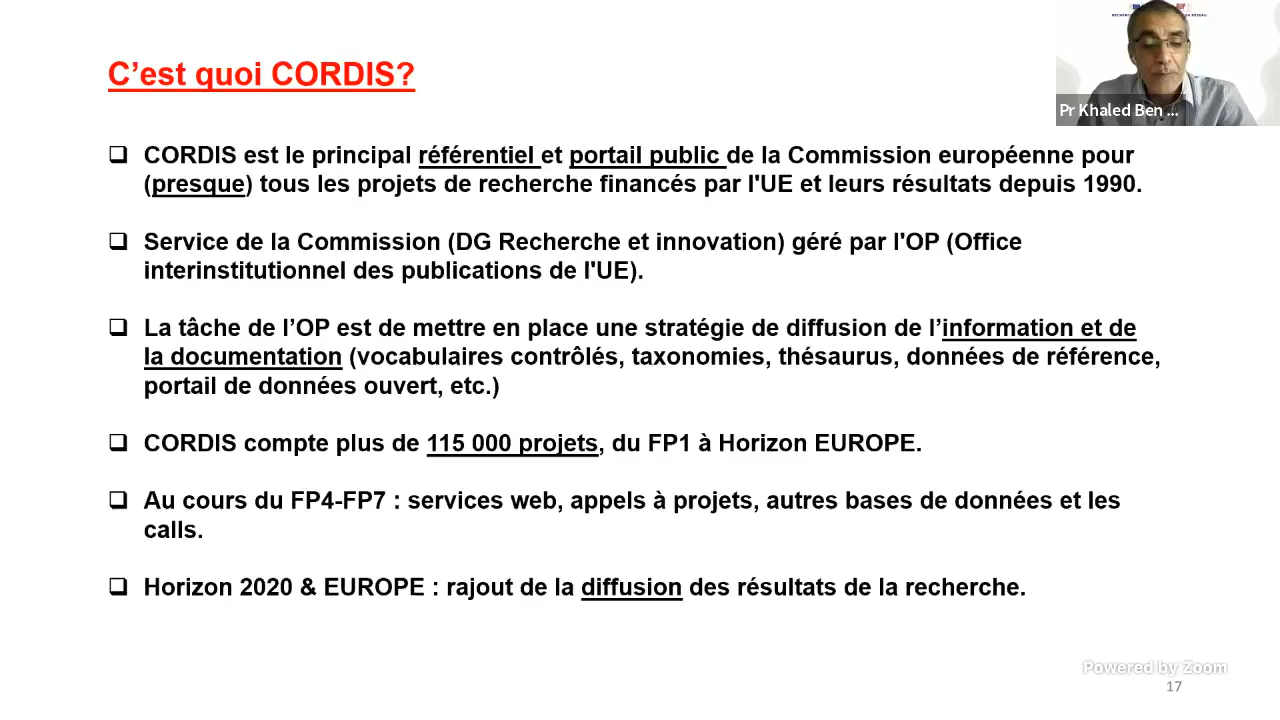 C'est quoi CORDIS?
Pr Khaled Ben ...
❑ CORDIS est le principal référentiel et portail public de la Commission européenne pour
(presque) tous les projets de recherche financés par l'UE et leurs résultats depuis 1990.
❑ Service de la Commission (DG Recherche et innovation) géré par l'OP (Office
interinstitutionnel des publications de l'UE).
❑ La tâche de l’OP est de mettre en place une stratégie de diffusion de l’information et de
la documentation (vocabulaires contrôlés, taxonomies, thésaurus, données de référence,
portail de données ouvert, etc.)
❑ CORDIS compte plus de 115 000 projets, du FP1 à Horizon EUROPE.
❑ Au cours du FP4-FP7 : services web, appels à projets, autres bases de données et les
calls.
❑ Horizon 2020 & EUROPE : rajout de la diffusion des résultats de la recherche.
Powered by Zoom
17